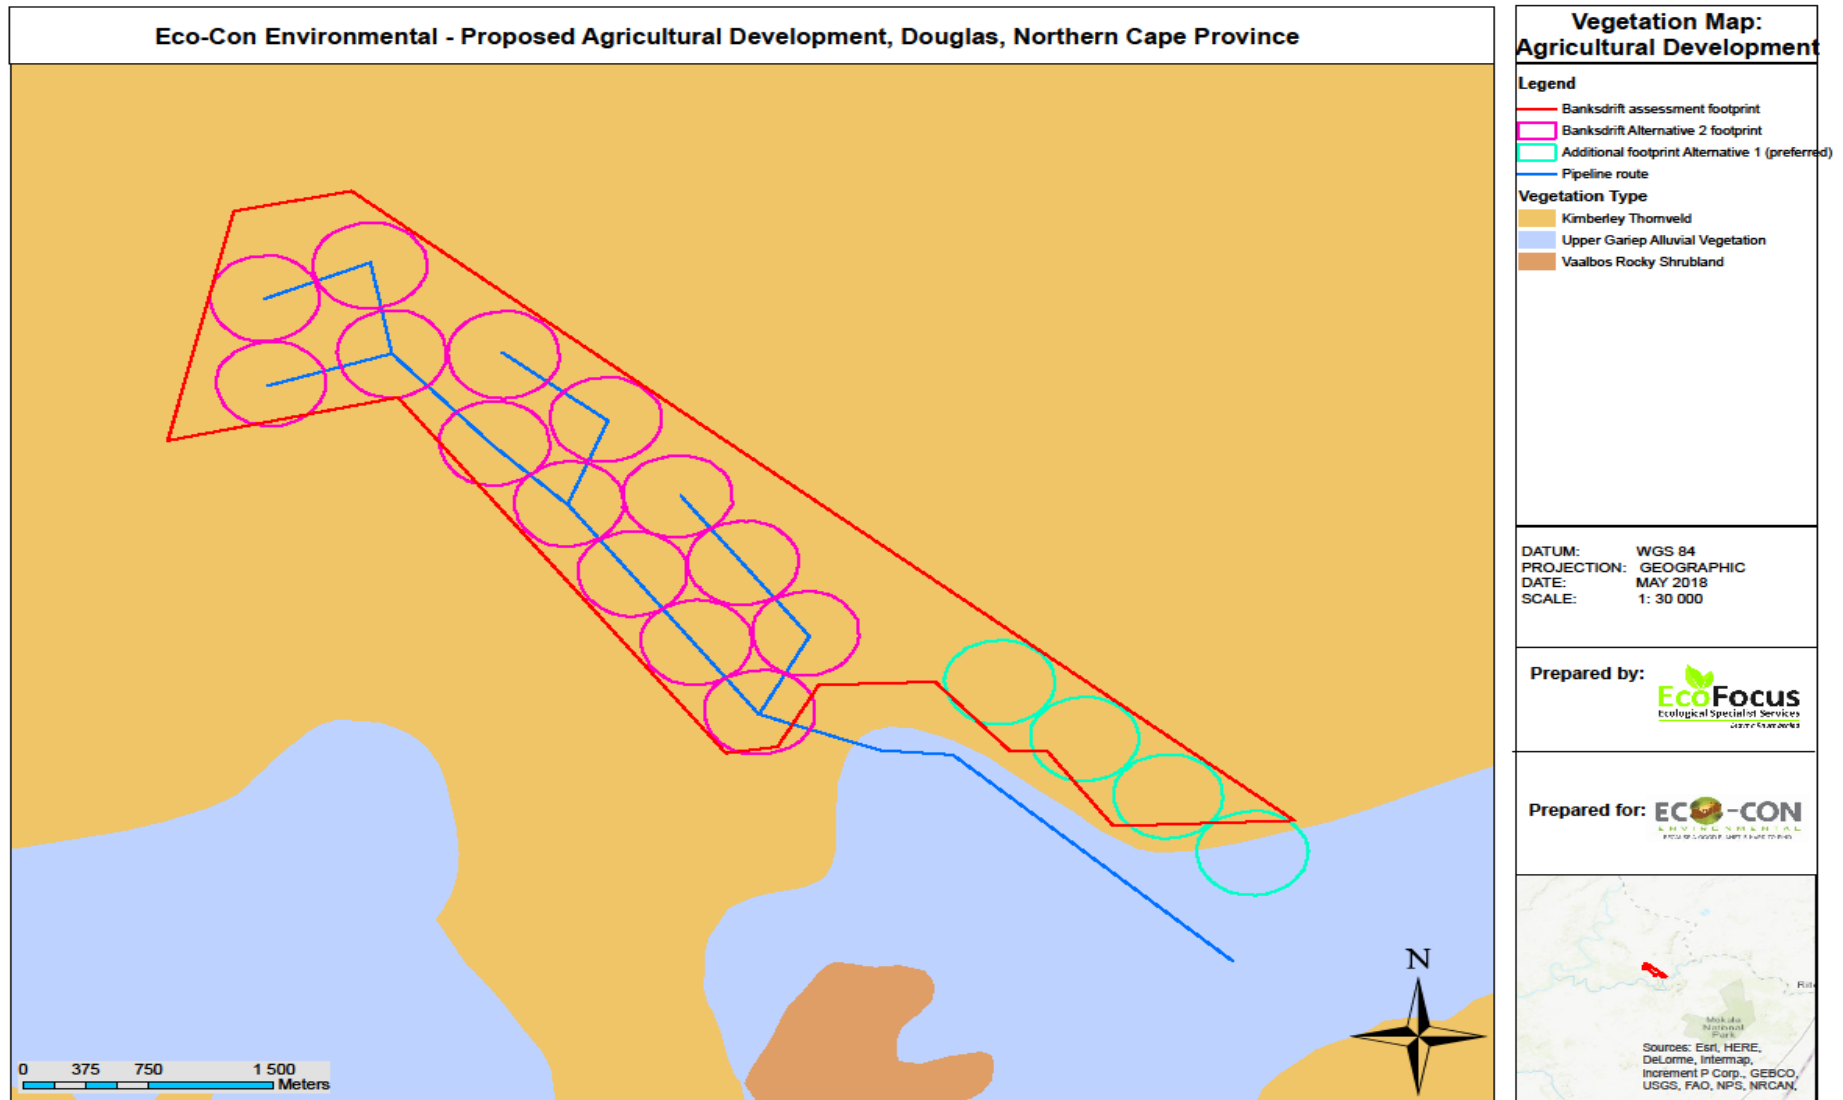 Eco-Con Environmental - Proposed Agricultural Development, Douglas, Northern Cape Province
Vegetation Map:
Agricultural Development
Legend
Banksdrift assessment footprint
Banksdrift Alternative 2 footprint
Additional footprint Alternative 1 (preferred)
Pipeline route
Vegetation Type
Kimberley Thornveld
Upper Gariep Alluvial Vegetation
Vaalbos Rocky Shrubland
DATUM: WGS 84
PROJECTION: GEOGRAPHIC
DATE: MAY 2018
SCALE: 1: 30 000
Prepared by:
EcoFocus
Ecological Specialist Services
Prepared for:
ECO-CON
ENVIRONMENTAL
Mokala
National
Park
Sources: Esri, HERE,
DeLorme, Intermap,
Increment P Corp., GEBCO,
USGS, FAO, NPS, NRCAN,
N
0 375 750 1 500
Meters